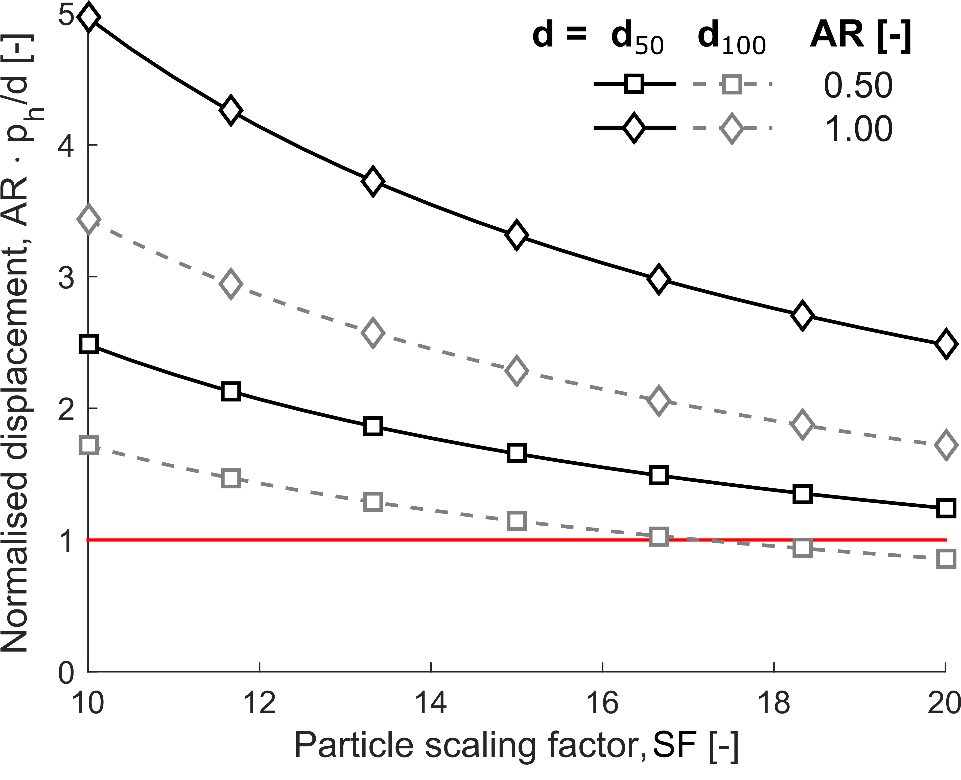 d = d50 d100 AR [-]
0.50
1.00
Normalised displacement, AR · ph/d [-]
5
4
3
2
1
0
10 12 14 16 18 20
Particle scaling factor, SF [-]